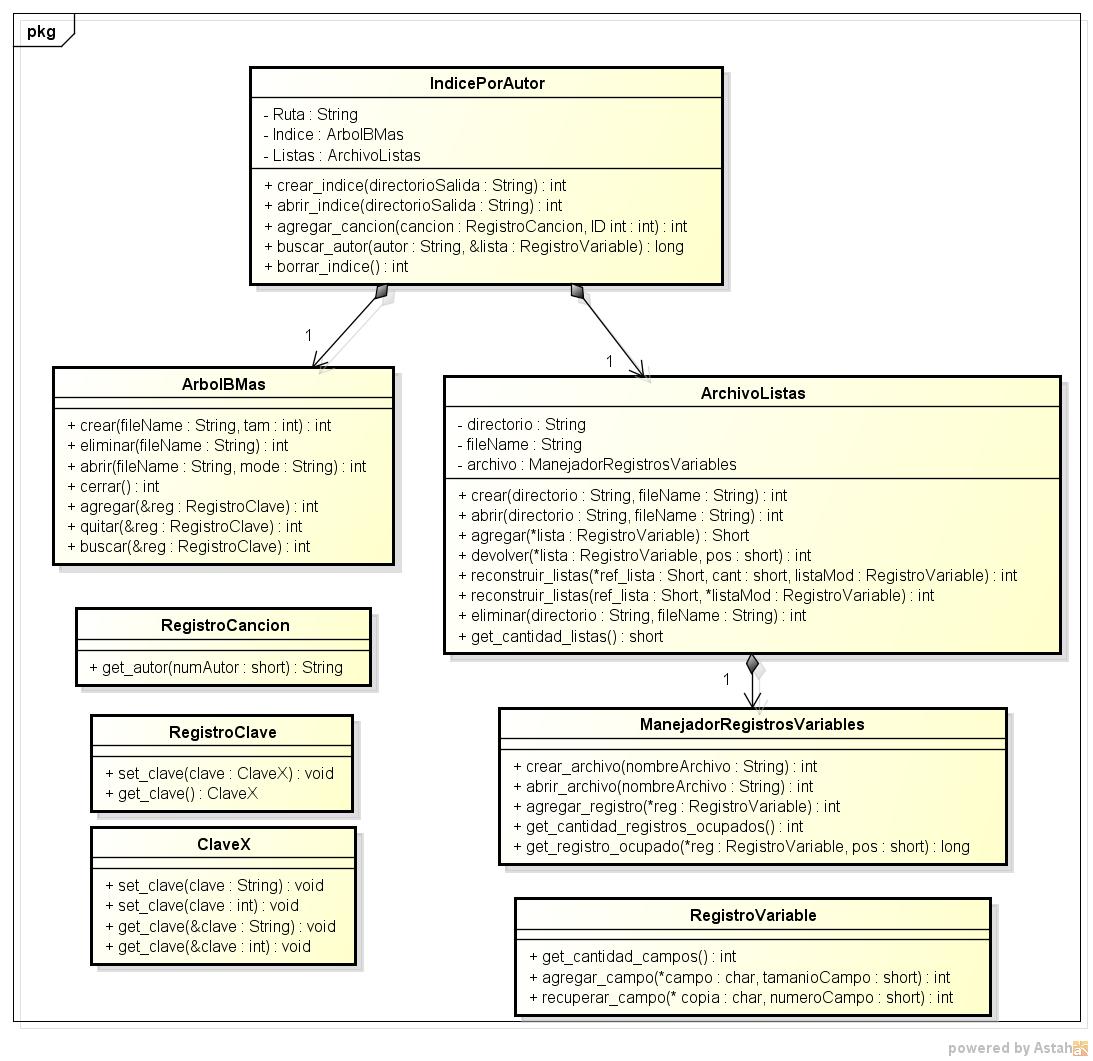 pkg
IndicePorAutor
- Ruta : String
- Indice : ArbolBMas
- Listas : ArchivoListas
+ crear_indice(directorioSalida : String) : int
+ abrir_indice(directorioSalida : String) : int
+ agregar_cancion(cancion : RegistroCancion, ID int : int) : int
+ buscar_autor(autor : String, &lista : RegistroVariable) : long
+ borrar_indice() : int
1
1
ArbolBMas
+ crear(fileName : String, tam : int) : int
+ eliminar(fileName : String) : int
+ abrir(fileName : String, mode : String) : int
+ cerrar() : int
+ agregar(&reg : RegistroClave) : int
+ quitar(&reg : RegistroClave) : int
+ buscar(&reg : RegistroClave) : int
ArchivoListas
- directorio : String
- fileName : String
- archivo : ManejadorRegistrosVariables
+ crear(directorio : String, fileName : String) : int
+ abrir(directorio : String, fileName : String) : int
+ agregar(*lista : RegistroVariable) : Short
+ devolver(*lista : RegistroVariable, pos : short) : int
+ reconstruir_listas(*ref_lista : Short, cant : short, listaMod : RegistroVariable) : int
+ reconstruir_listas(ref_lista : Short, *listaMod : RegistroVariable) : int
+ eliminar(directorio : String, fileName : String) : int
+ get_cantidad_listas() : short
1
RegistroCancion
+ get_autor(numAutor : short) : String
RegistroClave
+ set_clave(clave : ClaveX) : void
+ get_clave() : ClaveX
ClaveX
+ set_clave(clave : String) : void
+ set_clave(clave : int) : void
+ get_clave(&clave : String) : void
+ get_clave(&clave : int) : void
ManejadorRegistrosVariables
+ crear_archivo(nombreArchivo : String) : int
+ abrir_archivo(nombreArchivo : String) : int
+ agregar_registro(*reg : RegistroVariable) : int
+ get_cantidad_registros_ocupados() : int
+ get_registro_ocupado(*reg : RegistroVariable, pos : short) : long
RegistroVariable
+ get_cantidad_campos() : int
+ agregar_campo(*campo : char, tamanioCampo : short) : int
+ recuperar_campo(* copia : char, numeroCampo : short) : int
powered by Astah